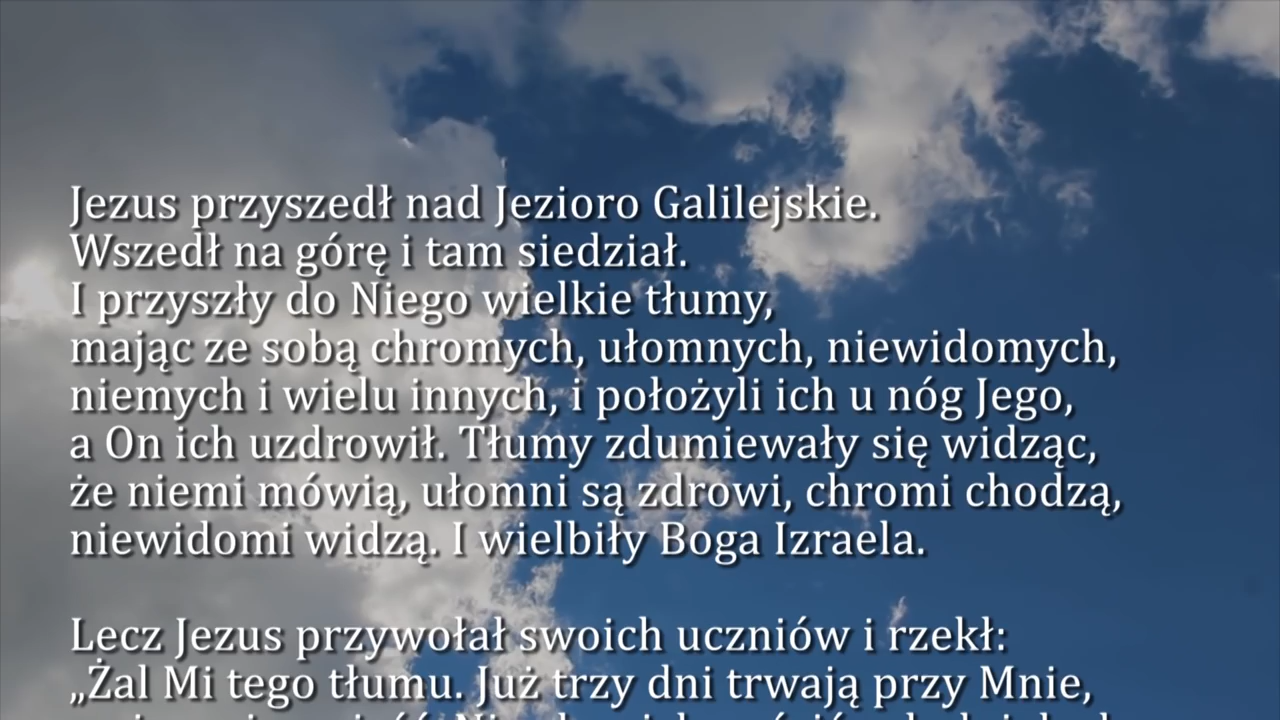 Jezus przyszedł nad Jezioro Galilejskie.
Wszedł na górę i tam siedział.
I przyszły do Niego wielkie tłumy,
mając ze sobą chromych, ułomnych, niewidomych,
niemych i wielu innych, i położyli ich u nóg Jego,
a On ich uzdrowił. Tłumy zdumiewały się widząc,
że niemi mówią, ułomni są zdrowi, chromi chodzą,
niewidomi widzą. I wielbiły Boga Izraela.
Lecz Jezus przywołał swoich uczniów i rzekł:
„Żal Mi tego tłumu. Już trzy dni trwają przy Mnie,